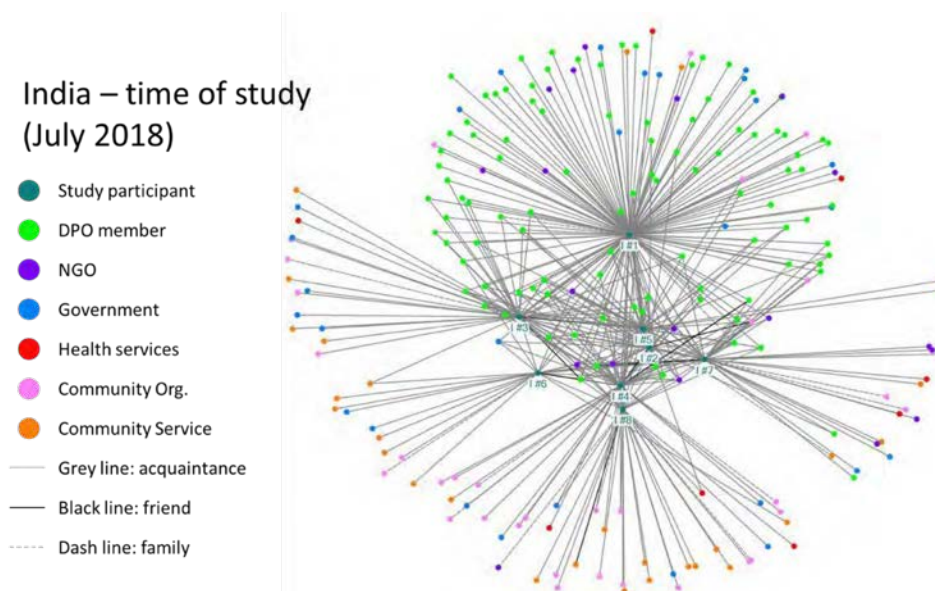 India – time of study
(July 2018)
Study participant
DPO member
NGO
Government
Health services
Community Org.
Community Service
Grey line: acquaintance
Black line: friend
Dash line: family
I #1
I #3
I #5
I #2
I #7
I #6
I #4
I #8